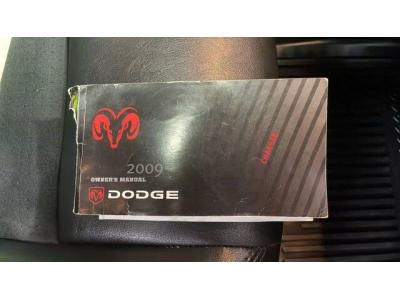 2009
OWNER'S MANUAL
DODGE
CHARGER